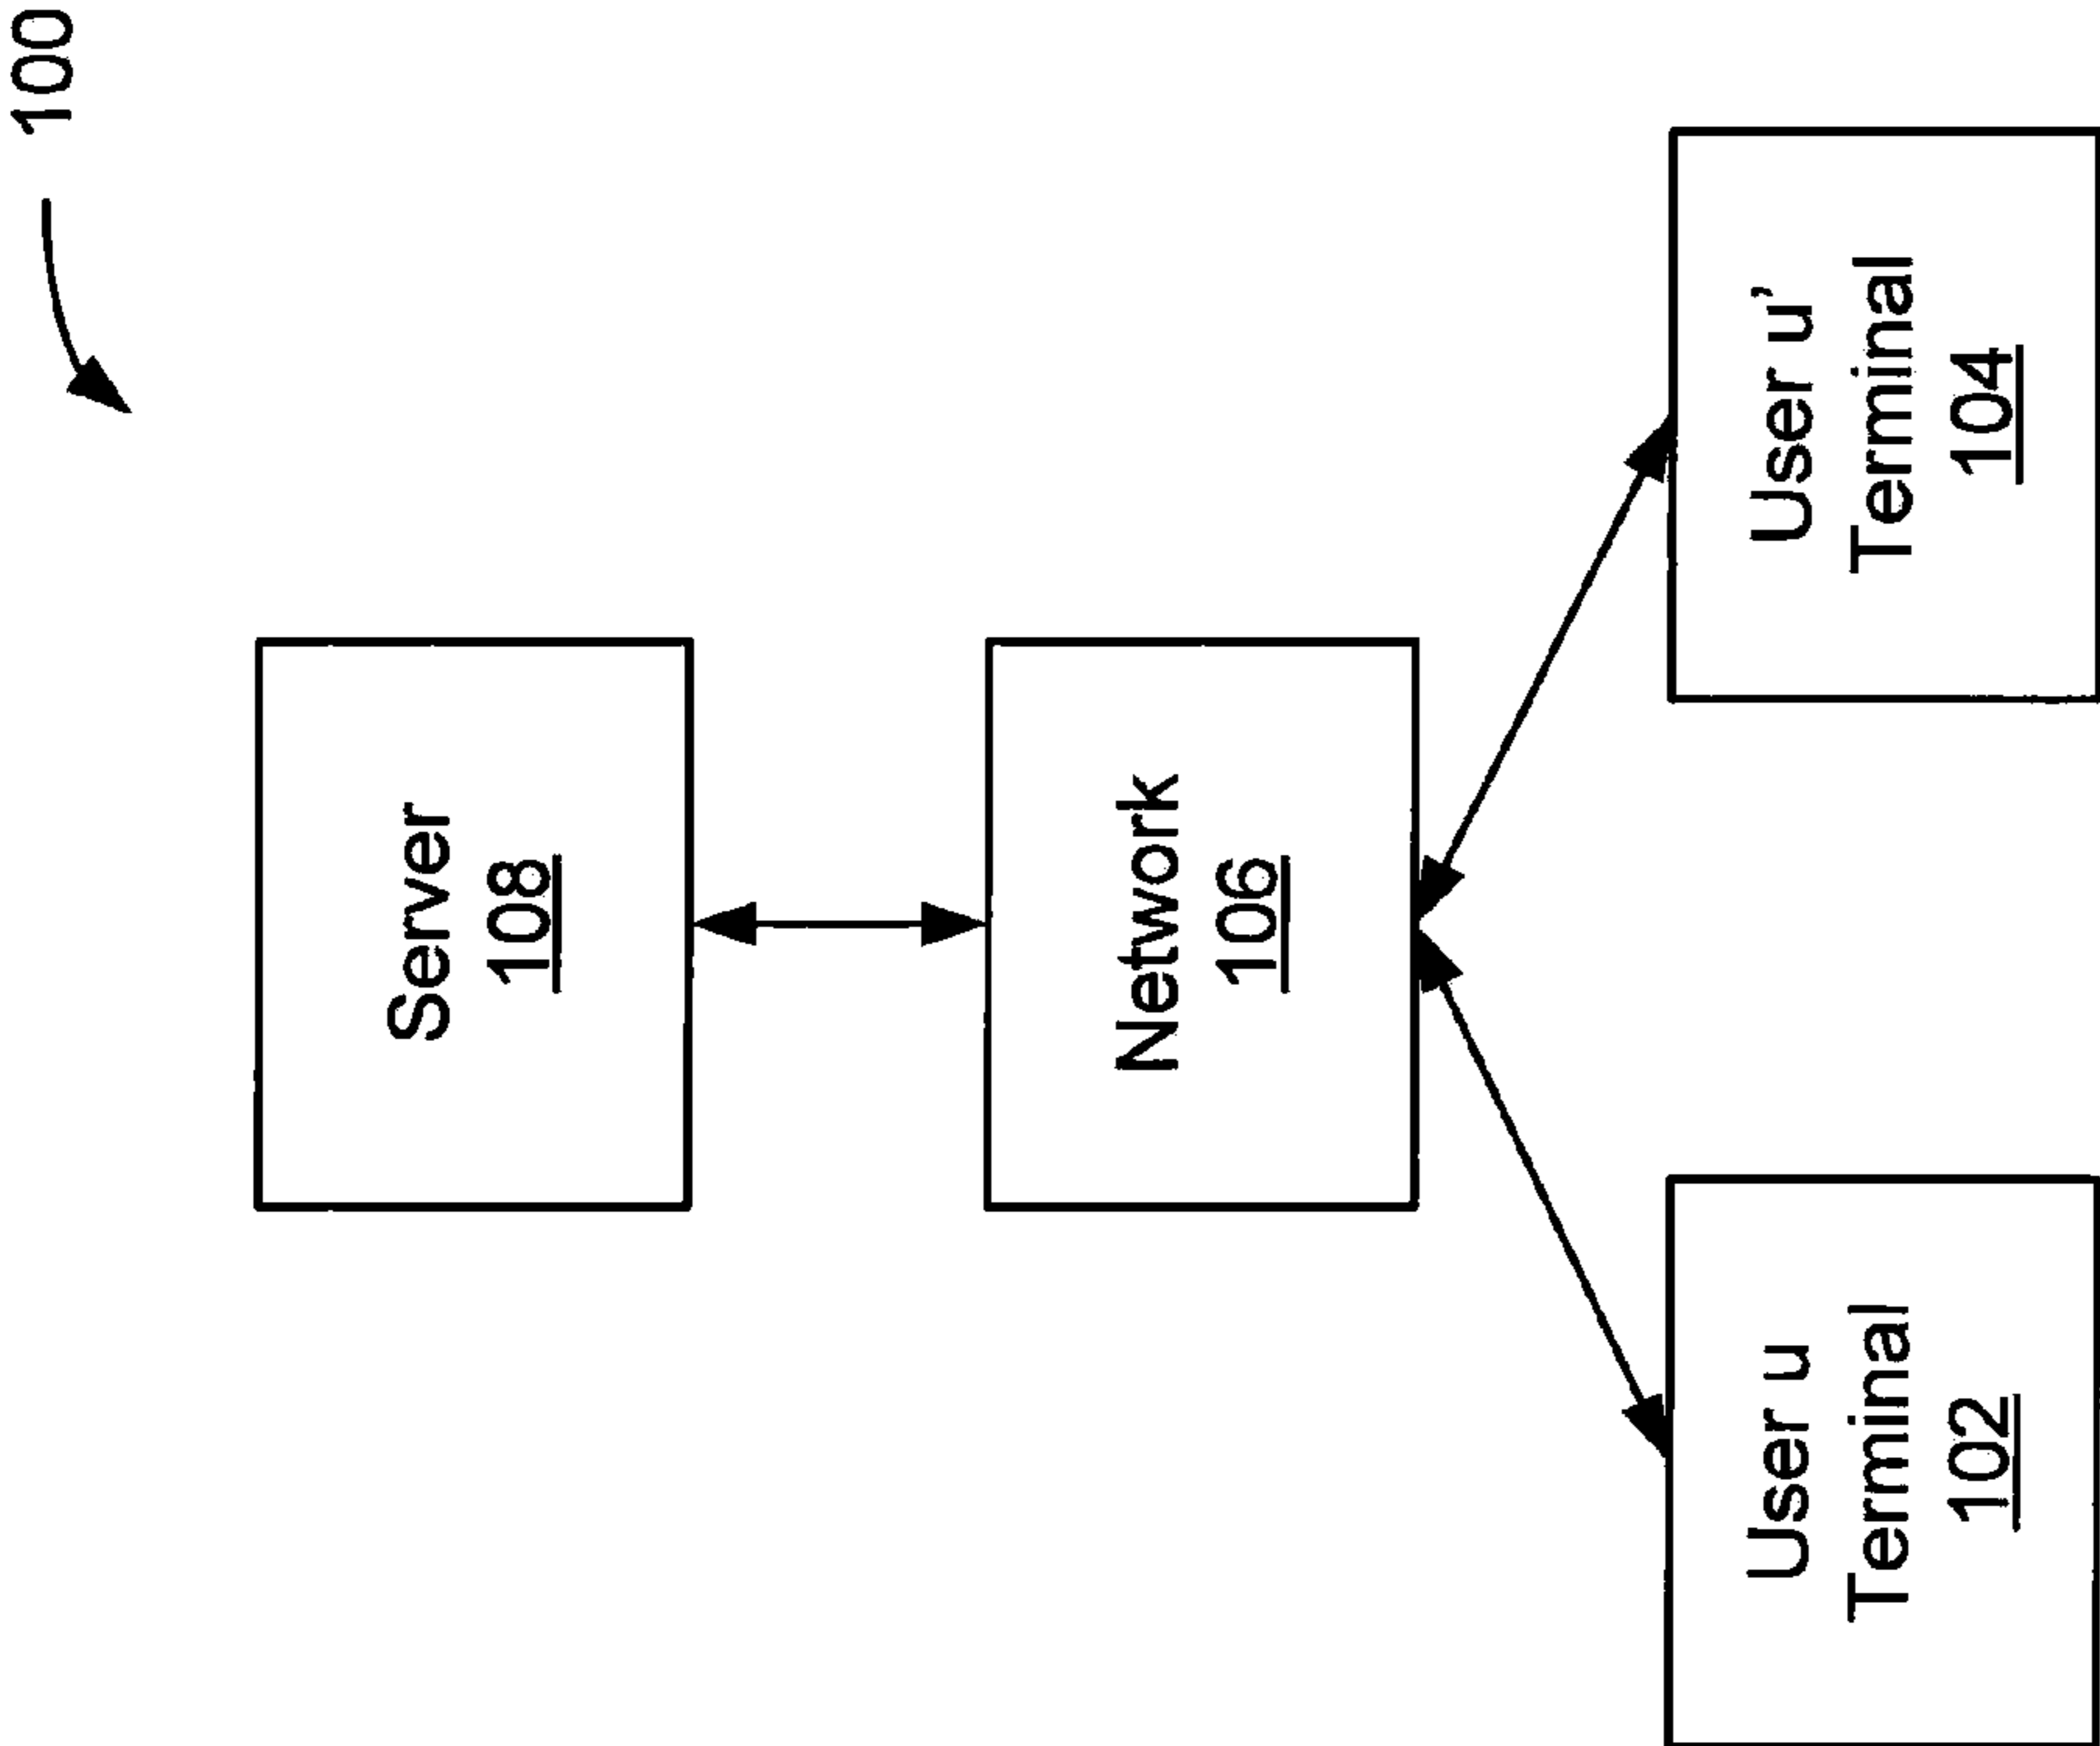 100
Server
108
Network
106
User u
Terminal
102
User u’
Terminal
104